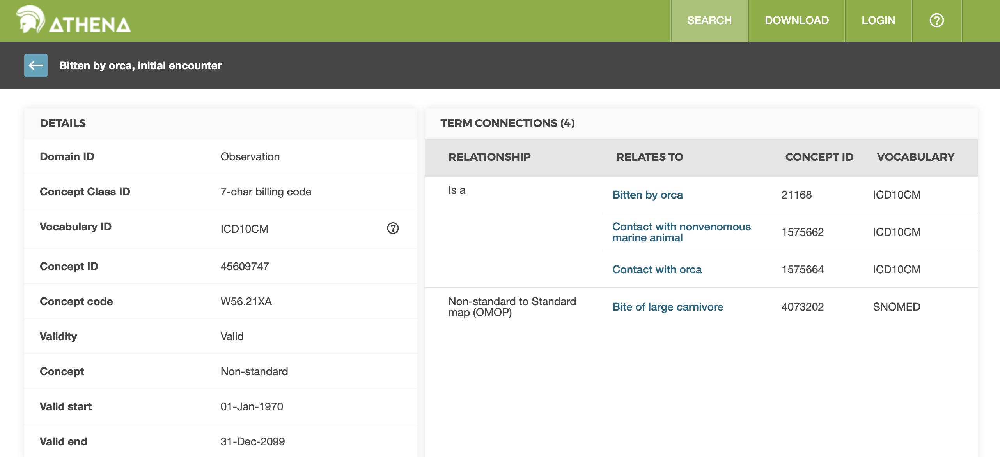 ATHENA
SEARCH
DOWNLOAD
LOGIN
?
Bitten by orca, initial encounter
DETAILS
Domain ID Observation
Concept Class ID 7-char billing code
Vocabulary ID ICD10CM ?
Concept ID 45609747
Concept code W56.21XA
Validity Valid
Concept Non-standard
Valid start 01-Jan-1970
Valid end 31-Dec-2099
TERM CONNECTIONS (4)
RELATIONSHIP RELATES TO CONCEPT ID VOCABULARY
Is a Bitten by orca 21168 ICD10CM
Contact with nonvenomous
marine animal 1575662 ICD10CM
Contact with orca 1575664 ICD10CM
Non-standard to Standard
map (OMOP) Bite of large carnivore 4073202 SNOMED